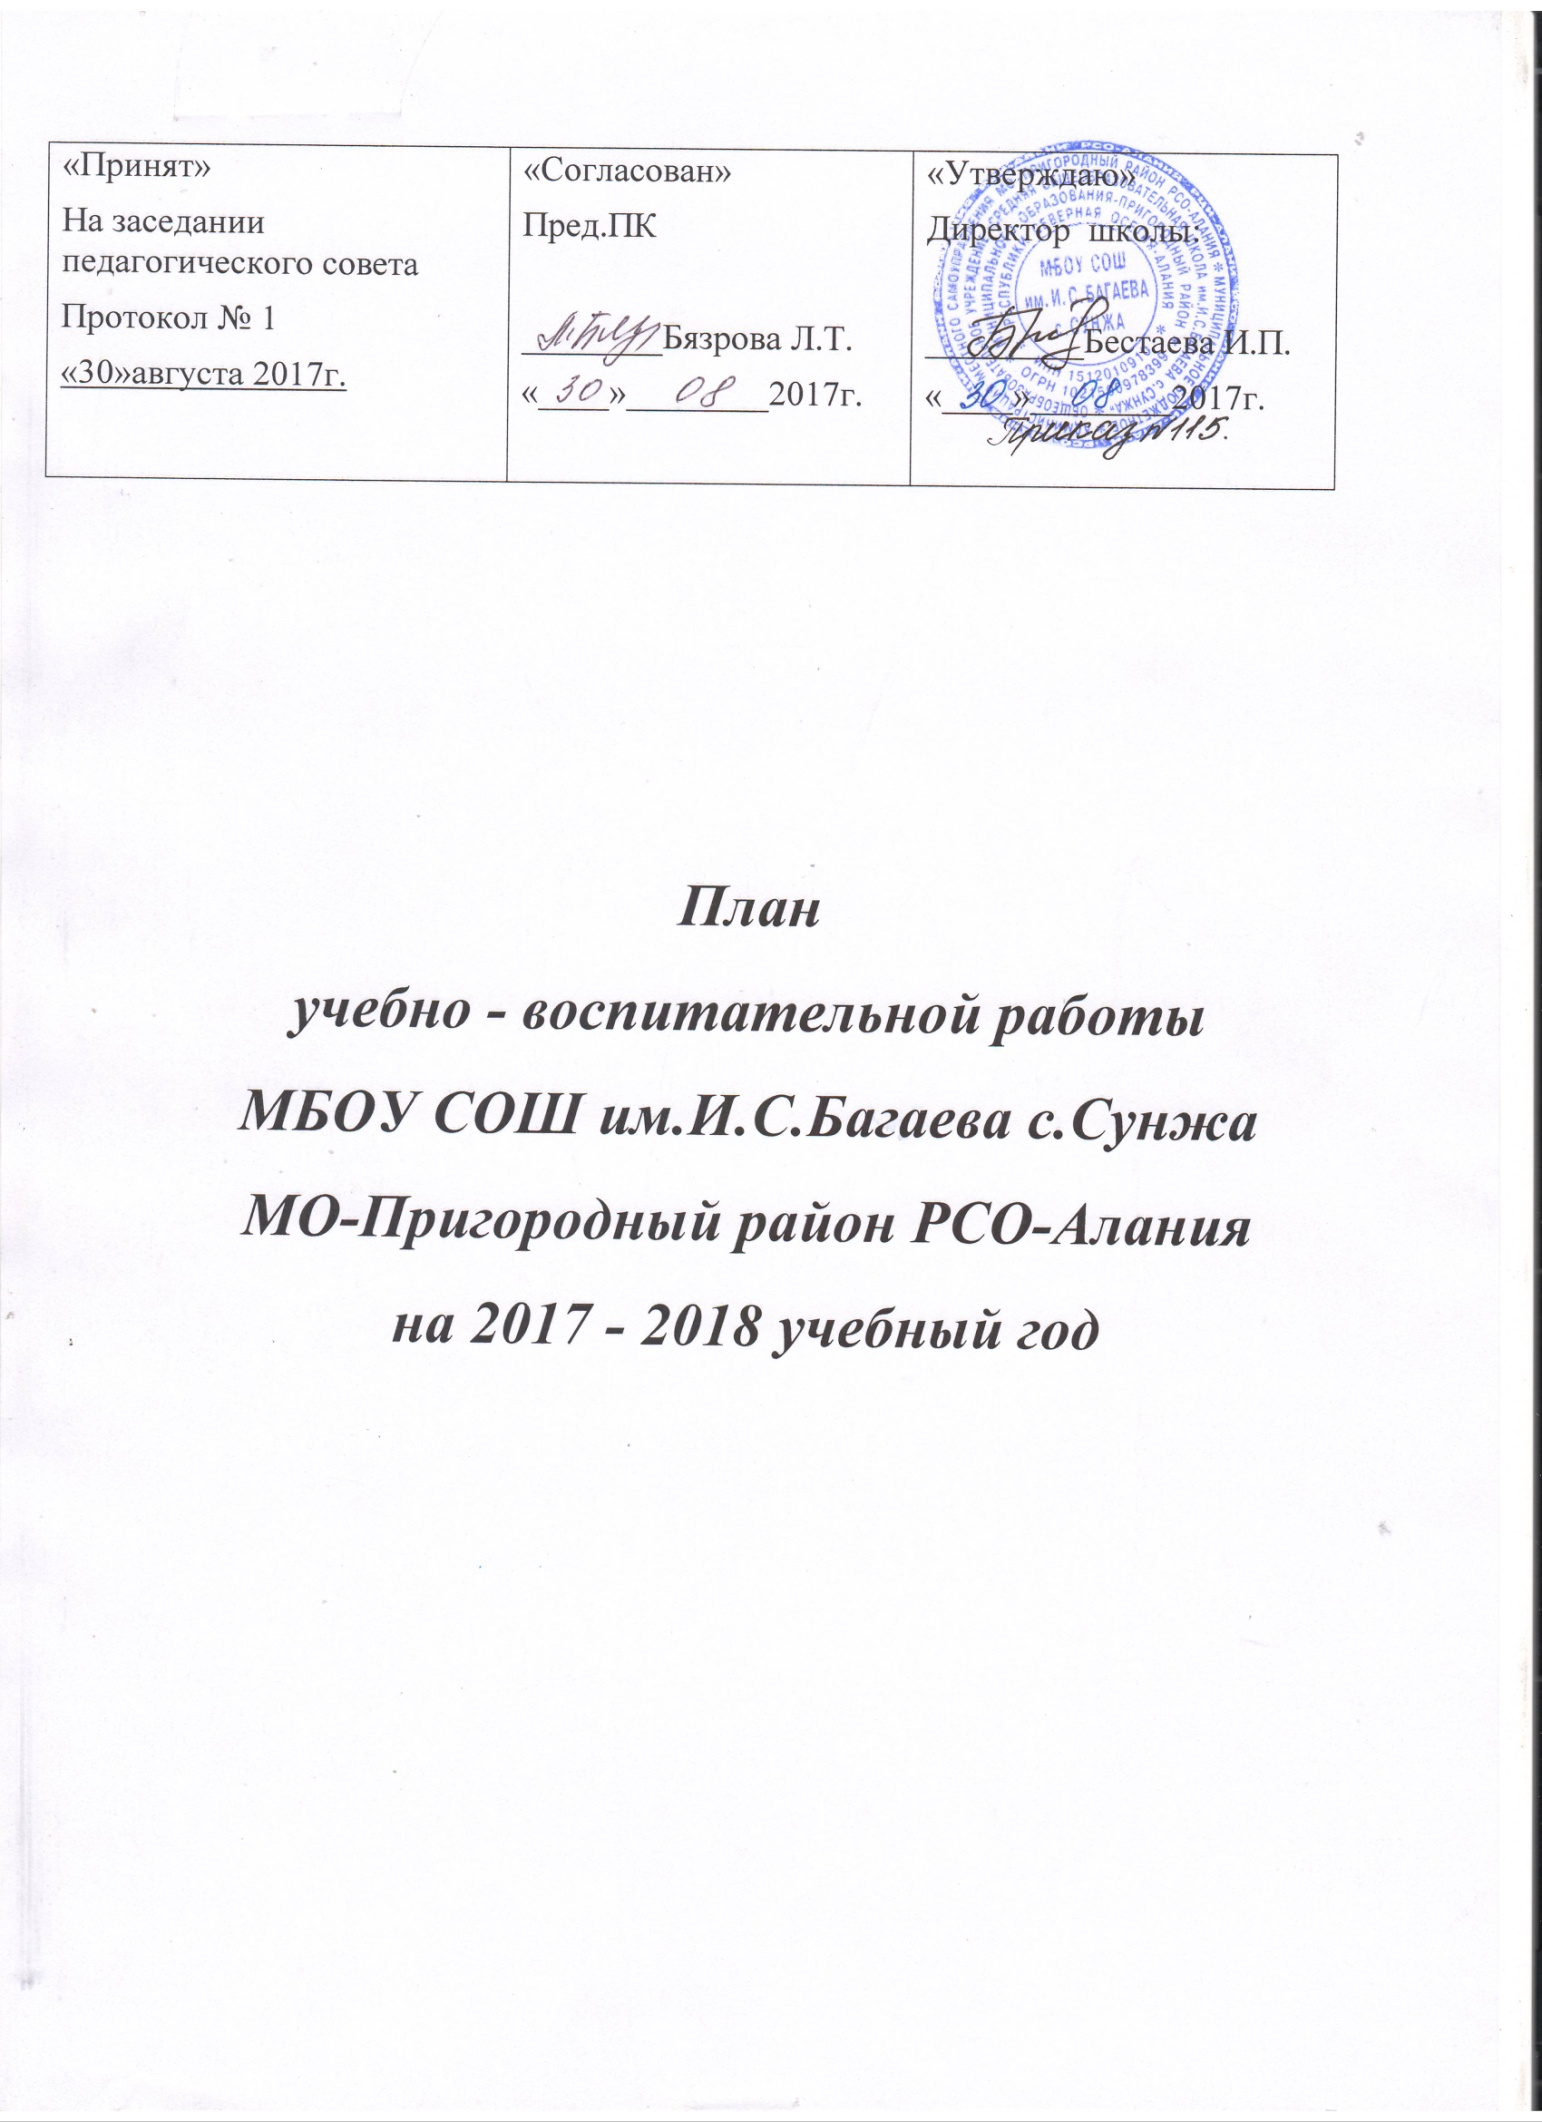 «Принят»
На заседании
педагогического совета
Протокол № 1
«30»августа 2017г.
«Согласован»
Пред.ПК
Бязрова Л.Т.
«30» 08 2017г.
«Утверждаю»
Директор школы:
Бестаева И.П.
«30» 08 2017г.
Приказ №115.
МБОУ СОШ
им. И.С.БАГАЕВА
с.СУНЖА
План
учебно - воспитательной работы
МБОУ СОШ им.И.С.Багаева с.Сунжа
МО-Пригородный район РСО-Алания
на 2017 - 2018 учебный год